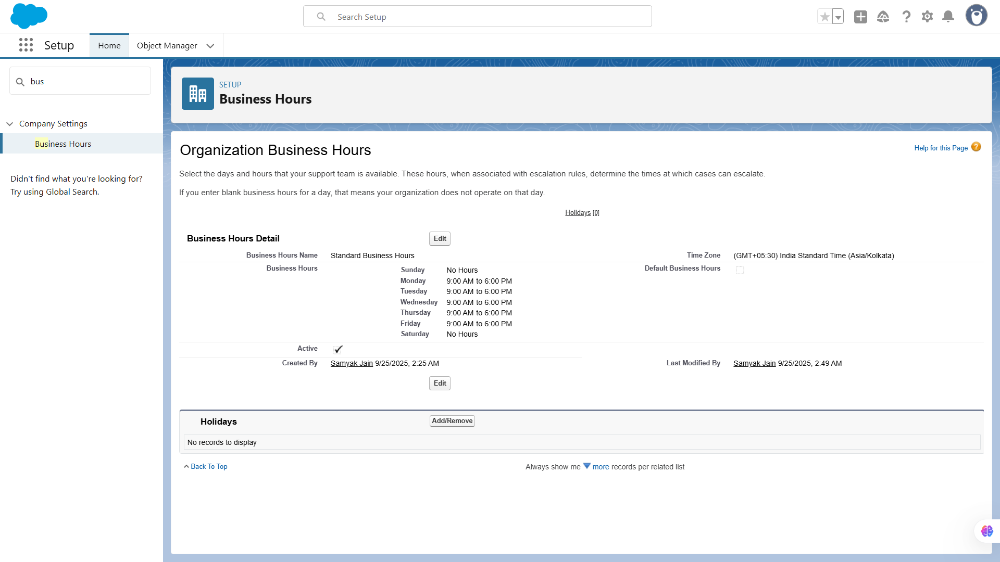 Search Setup
Setup
Home
Object Manager
bus
Company Settings
Business Hours
Didn't find what you're looking for?
Try using Global Search.
SETUP
Business Hours
Organization Business Hours
Help for this Page ?
Select the days and hours that your support team is available. These hours, when associated with escalation rules, determine the times at which cases can escalate.
If you enter blank business hours for a day, that means your organization does not operate on that day.
Holidays [0]
Business Hours Detail
Edit
Business Hours Name Standard Business Hours
Time Zone (GMT+05:30) India Standard Time (Asia/Kolkata)
Business Hours
Sunday No Hours
Monday 9:00 AM to 6:00 PM
Tuesday 9:00 AM to 6:00 PM
Wednesday 9:00 AM to 6:00 PM
Thursday 9:00 AM to 6:00 PM
Friday 9:00 AM to 6:00 PM
Saturday No Hours
Default Business Hours
Active
Created By Samyak Jain 9/25/2025, 2:25 AM
Last Modified By Samyak Jain 9/25/2025, 2:49 AM
Edit
Holidays
Add/Remove
No records to display
Back To Top
Always show me more records per related list